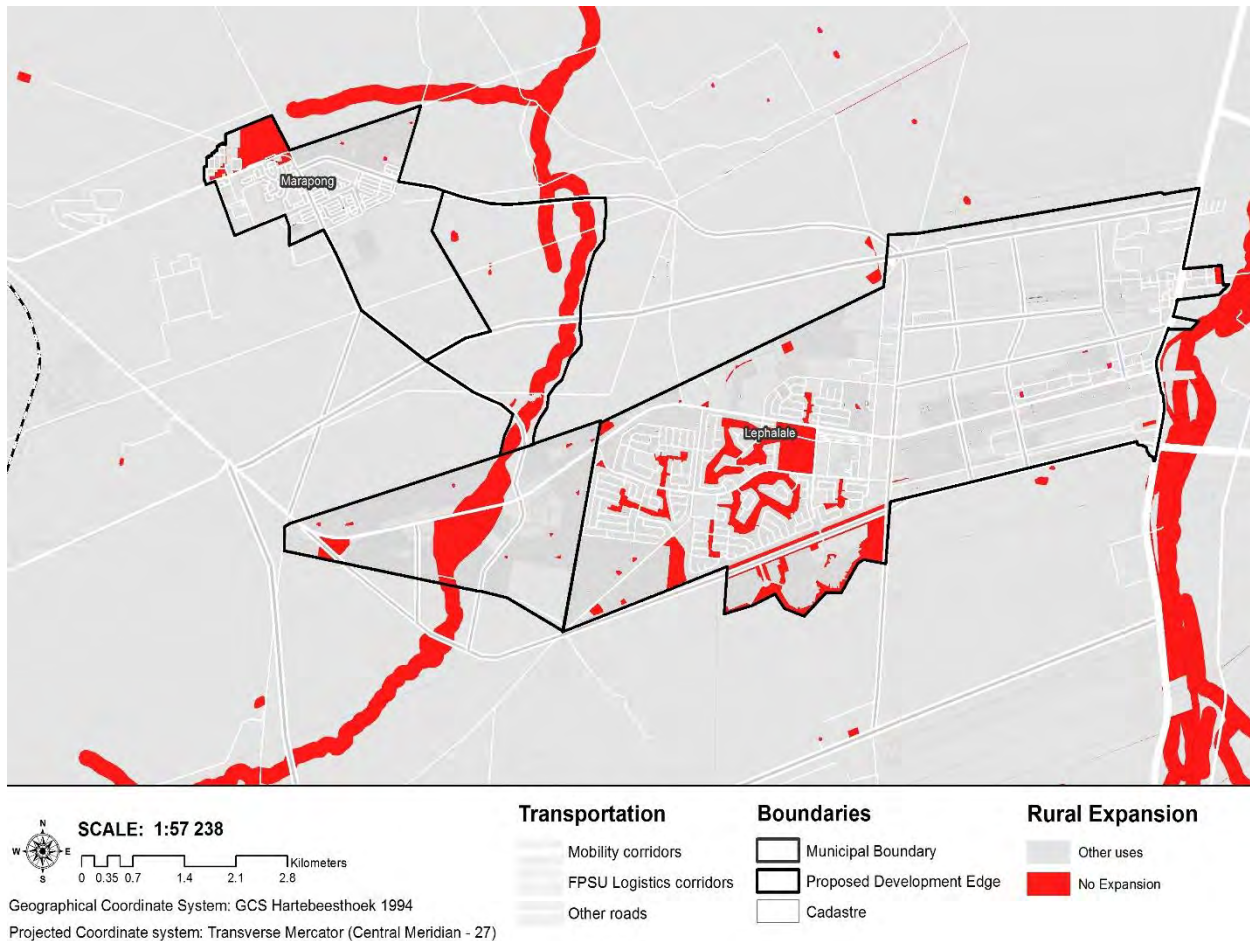 Marapong
Lephalale
N
W
E
S
SCALE: 1:57 238
Kilometers
0 0.35 0.7 1.4 2.1 2.8
Geographical Coordinate System: GCS Hartebeesthoek 1994
Projected Coordinate system: Transverse Mercator (Central Meridian - 27)
Transportation
Mobility corridors
FPSU Logistics corridors
Other roads
Boundaries
Municipal Boundary
Proposed Development Edge
Cadastre
Rural Expansion
Other uses
No Expansion